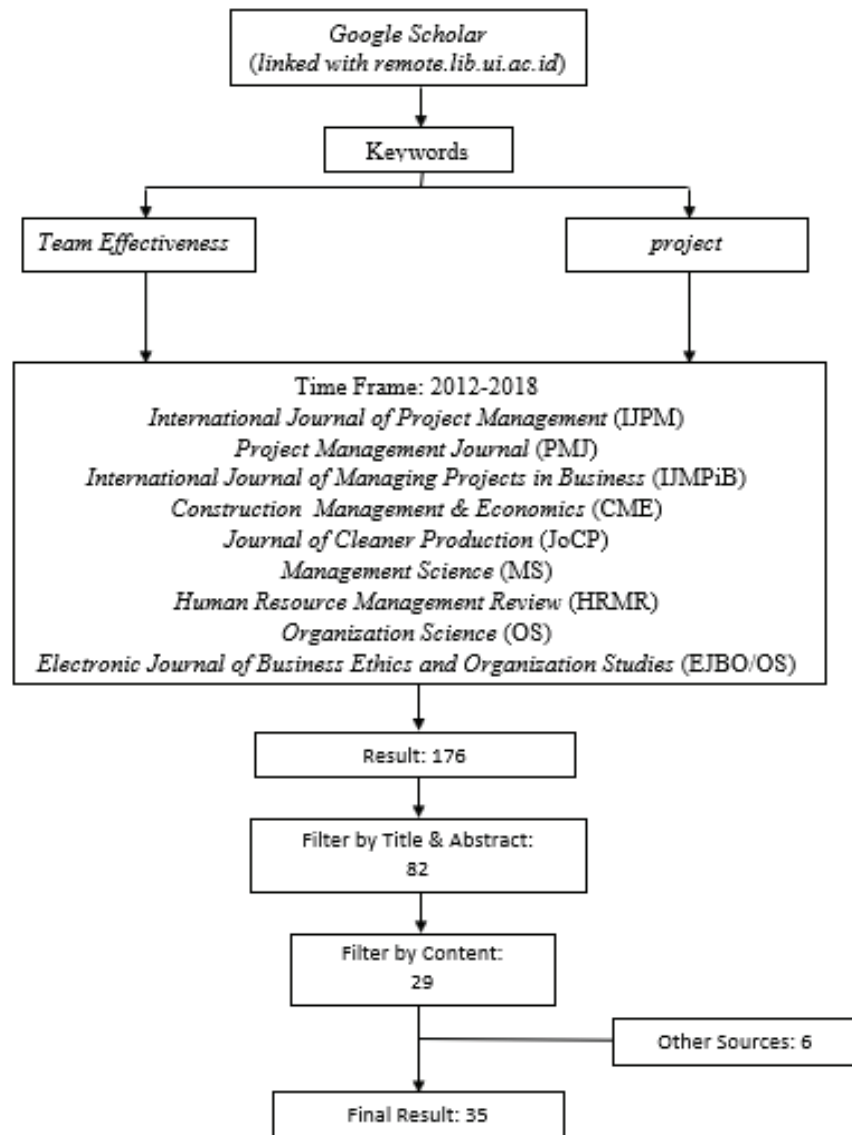 Google Scholar
(linked with remote.lib.ui.ac.id)
Keywords
Team Effectiveness
project
Time Frame: 2012-2018
International Journal of Project Management (IJPM)
Project Management Journal (PMJ)
International Journal of Managing Projects in Business (IJMPiB)
Construction Management & Economics (CME)
Journal of Cleaner Production (JoCP)
Management Science (MS)
Human Resource Management Review (HRMR)
Organization Science (OS)
Electronic Journal of Business Ethics and Organization Studies (EJBO/OS)
Result: 176
Filter by Title & Abstract:
82
Filter by Content:
29
Other Sources: 6
Final Result: 35